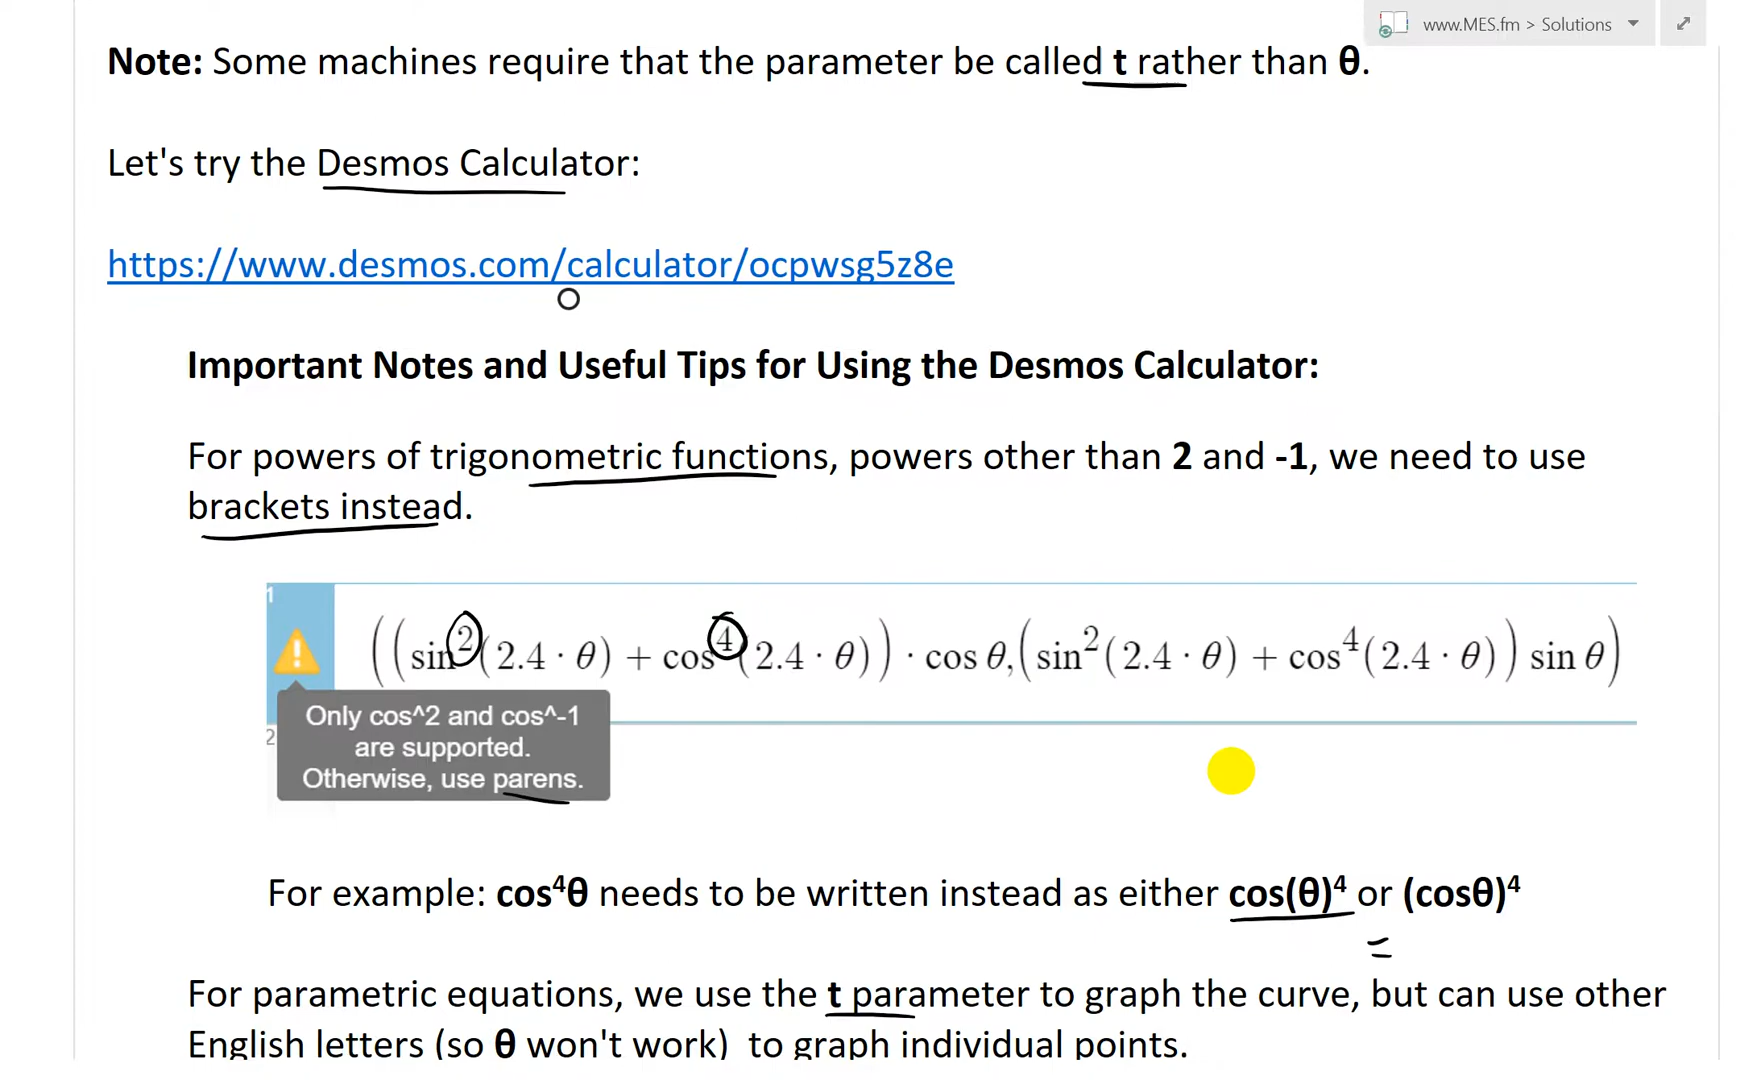 www.MES.fm > Solutions
Note: Some machines require that the parameter be called t rather than θ.
Let's try the Desmos Calculator:
https://www.desmos.com/calculator/ocpwsg5z8e
Important Notes and Useful Tips for Using the Desmos Calculator:
For powers of trigonometric functions, powers other than 2 and -1, we need to use
brackets instead.
1
((sin²(2.4 · θ) + cos⁴(2.4 · θ)) · cos θ,(sin²(2.4 · θ) + cos⁴(2.4 · θ)) sin θ)
2
Only cos^2 and cos^-1
are supported.
Otherwise, use parens.
For example: cos⁴θ needs to be written instead as either cos(θ)⁴ or (cosθ)⁴
=
For parametric equations, we use the t parameter to graph the curve, but can use other
English letters (so θ won't work) to graph individual points.